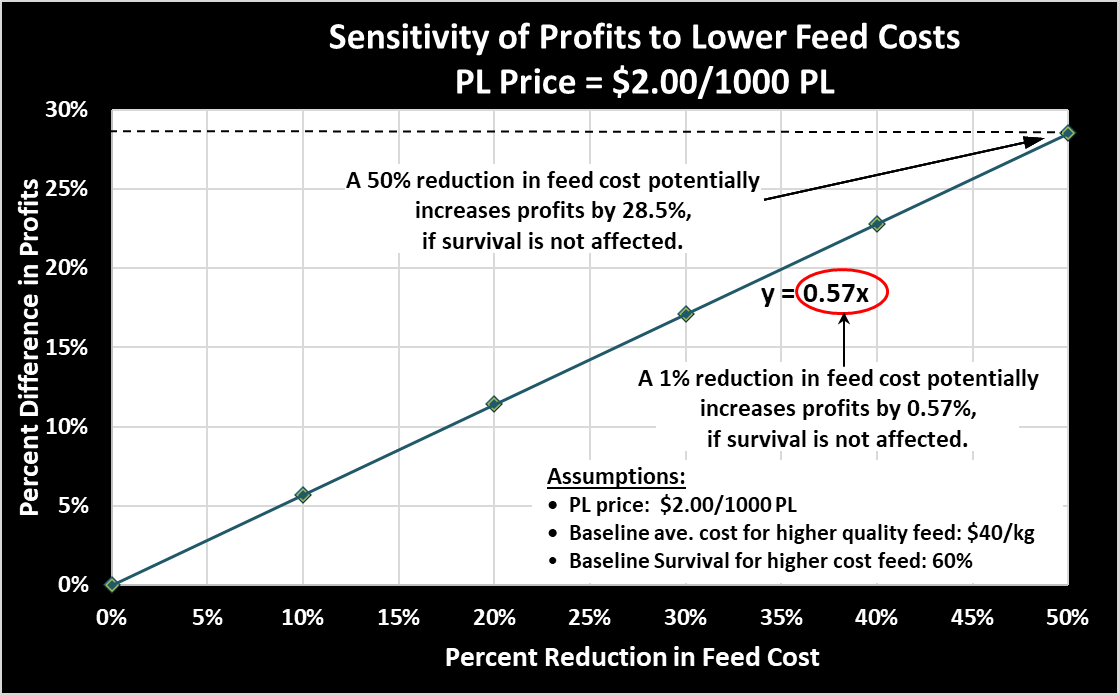 Sensitivity of Profits to Lower Feed Costs
PL Price = $2.00/1000 PL
Percent Difference in Profits
30%
25%
20%
15%
10%
5%
0%
A 50% reduction in feed cost potentially
increases profits by 28.5%,
if survival is not affected.
y = 0.57x
A 1% reduction in feed cost potentially
increases profits by 0.57%,
if survival is not affected.
Assumptions:
• PL price:  $2.00/1000 PL
• Baseline ave. cost for higher quality feed: $40/kg
• Baseline Survival for higher cost feed: 60%
0% 5% 10% 15% 20% 25% 30% 35% 40% 45% 50%
Percent Reduction in Feed Cost